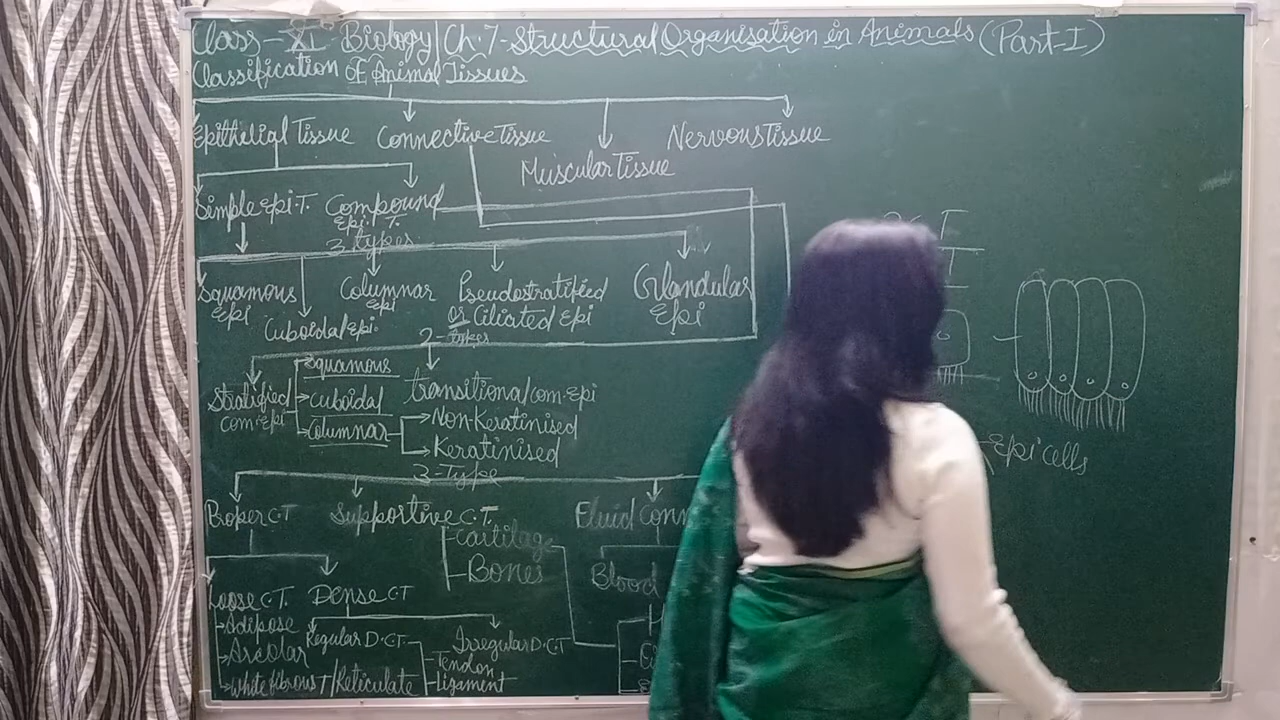 Class-XI Biology/Ch.7-Structural Organisation in Animals (Part-I)
Classification of Animal Tissues
Epithelial Tissue Connective Tissue Nervous Tissue
Muscular Tissue
Simple Epi.T. Compound
Epi.T.
3 types
Squamous Epi
Cuboidal Epi.
Columnar Epi
Pseudostratified
or Ciliated Epi
Glandular
Epi
2-types
Stratified
com.Epi
Squamous
Cuboidal
Columnar
transitional com.Epi
Non-Keratinised
Keratinised
3-Type
Proper C.T Supportive C.T. Fluid Conn
Cartilage
Bones
Blood
Loose C.T. Dense C.T
Adipose
Areolar
White fibrous T/Reticulate
Regular D.C.T. Irregular D.C.T
Tendon
Ligament
Epi cells